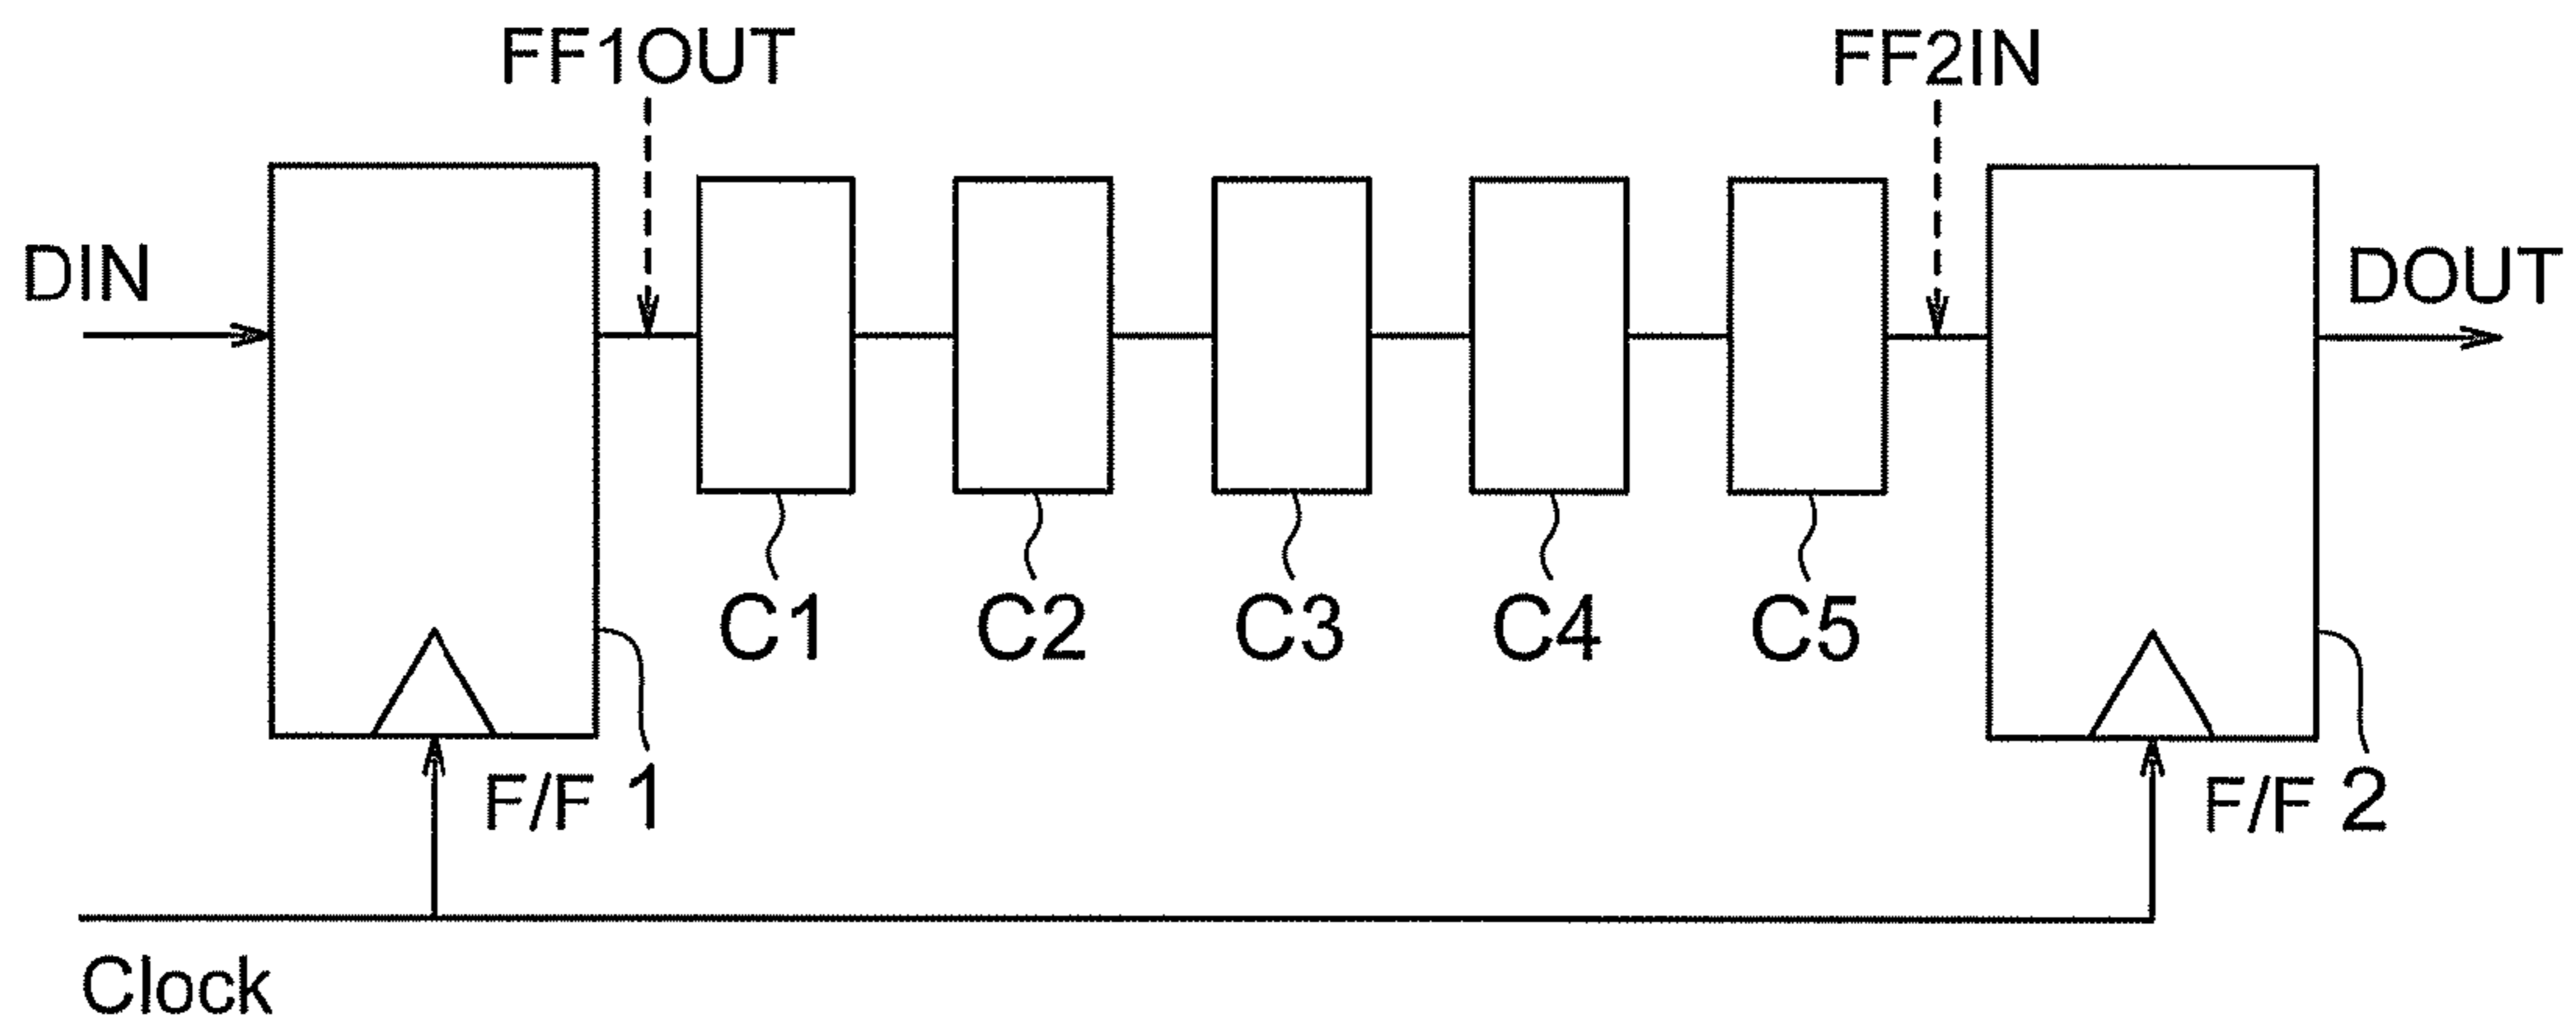 FF1OUT
FF2IN
DIN
DOUT
C1
C2
C3
C4
C5
F/F 1
F/F 2
Clock